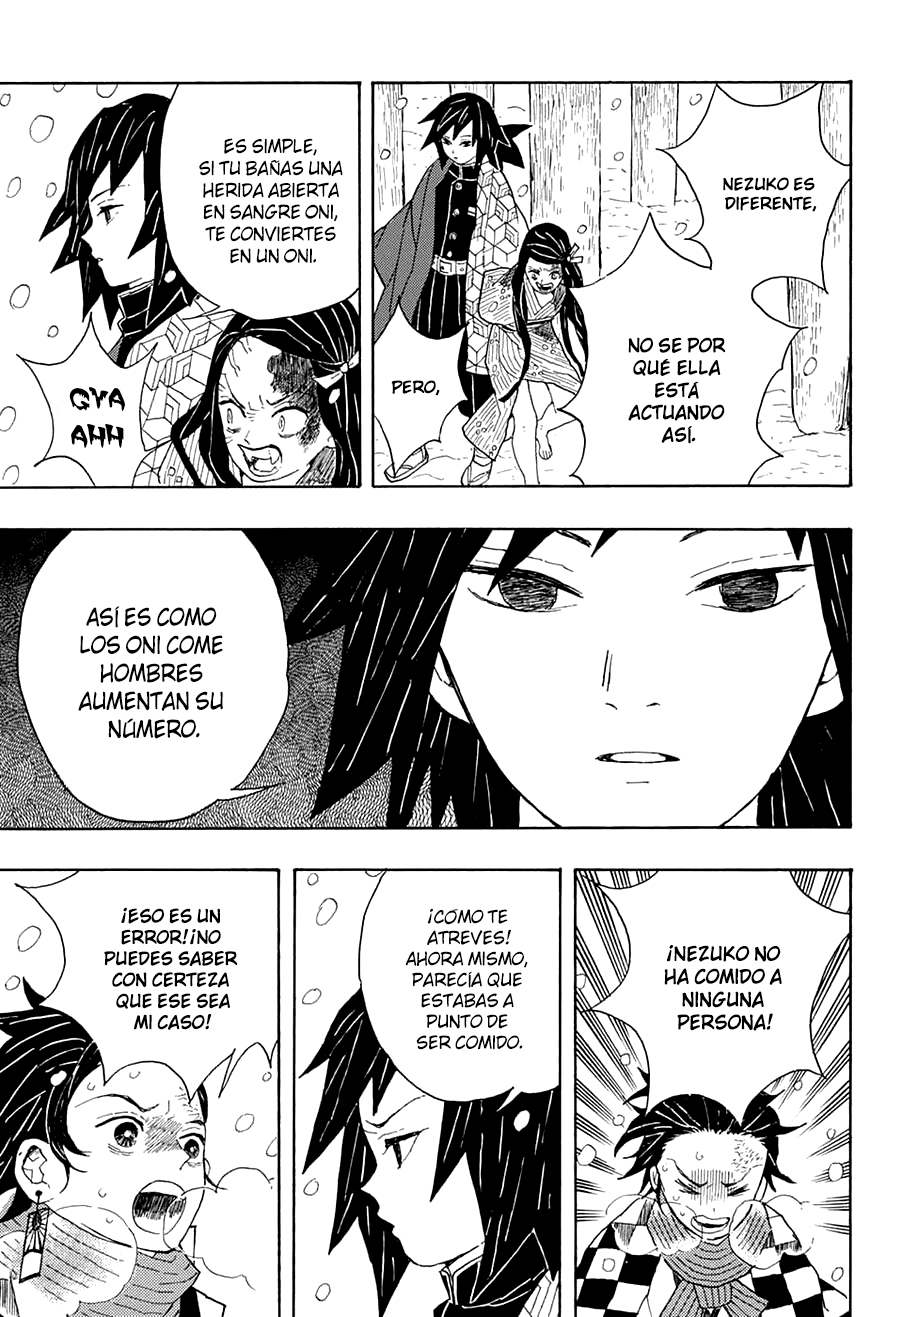 NEZUKO ES
DIFERENTE,
NO SE POR
QUÉ ELLA
ESTÁ
ACTUANDO
ASÍ.
PERO,
ES SIMPLE,
SI TU BAÑAS UNA
HERIDA ABIERTA
EN SANGRE ONI,
TE CONVIERTES
EN UN ONI.
GYA
AHH
ASÍ ES COMO
LOS ONI COME
HOMBRES
AUMENTAN SU
NÚMERO.
¡NEZUKO NO
HA COMIDO A
NINGUNA
PERSONA!
¡CÓMO TE
ATREVES!
AHORA MISMO,
PARECÍA QUE
ESTABAS A
PUNTO DE
SER COMIDO.
¡ESO ES UN
ERROR! ¡NO
PUEDES SABER
CON CERTEZA
QUE ESE SEA
MI CASO!